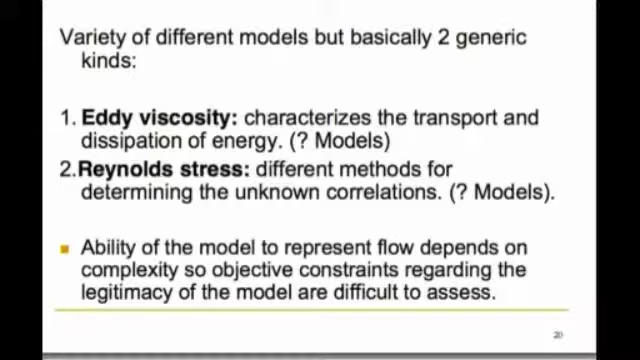 Variety of different models but basically 2 generic
kinds:
1. Eddy viscosity: characterizes the transport and
dissipation of energy. (? Models)
2.Reynolds stress: different methods for
determining the unknown correlations. (? Models).
Ability of the model to represent flow depends on
complexity so objective constraints regarding the
legitimacy of the model are difficult to assess.
20